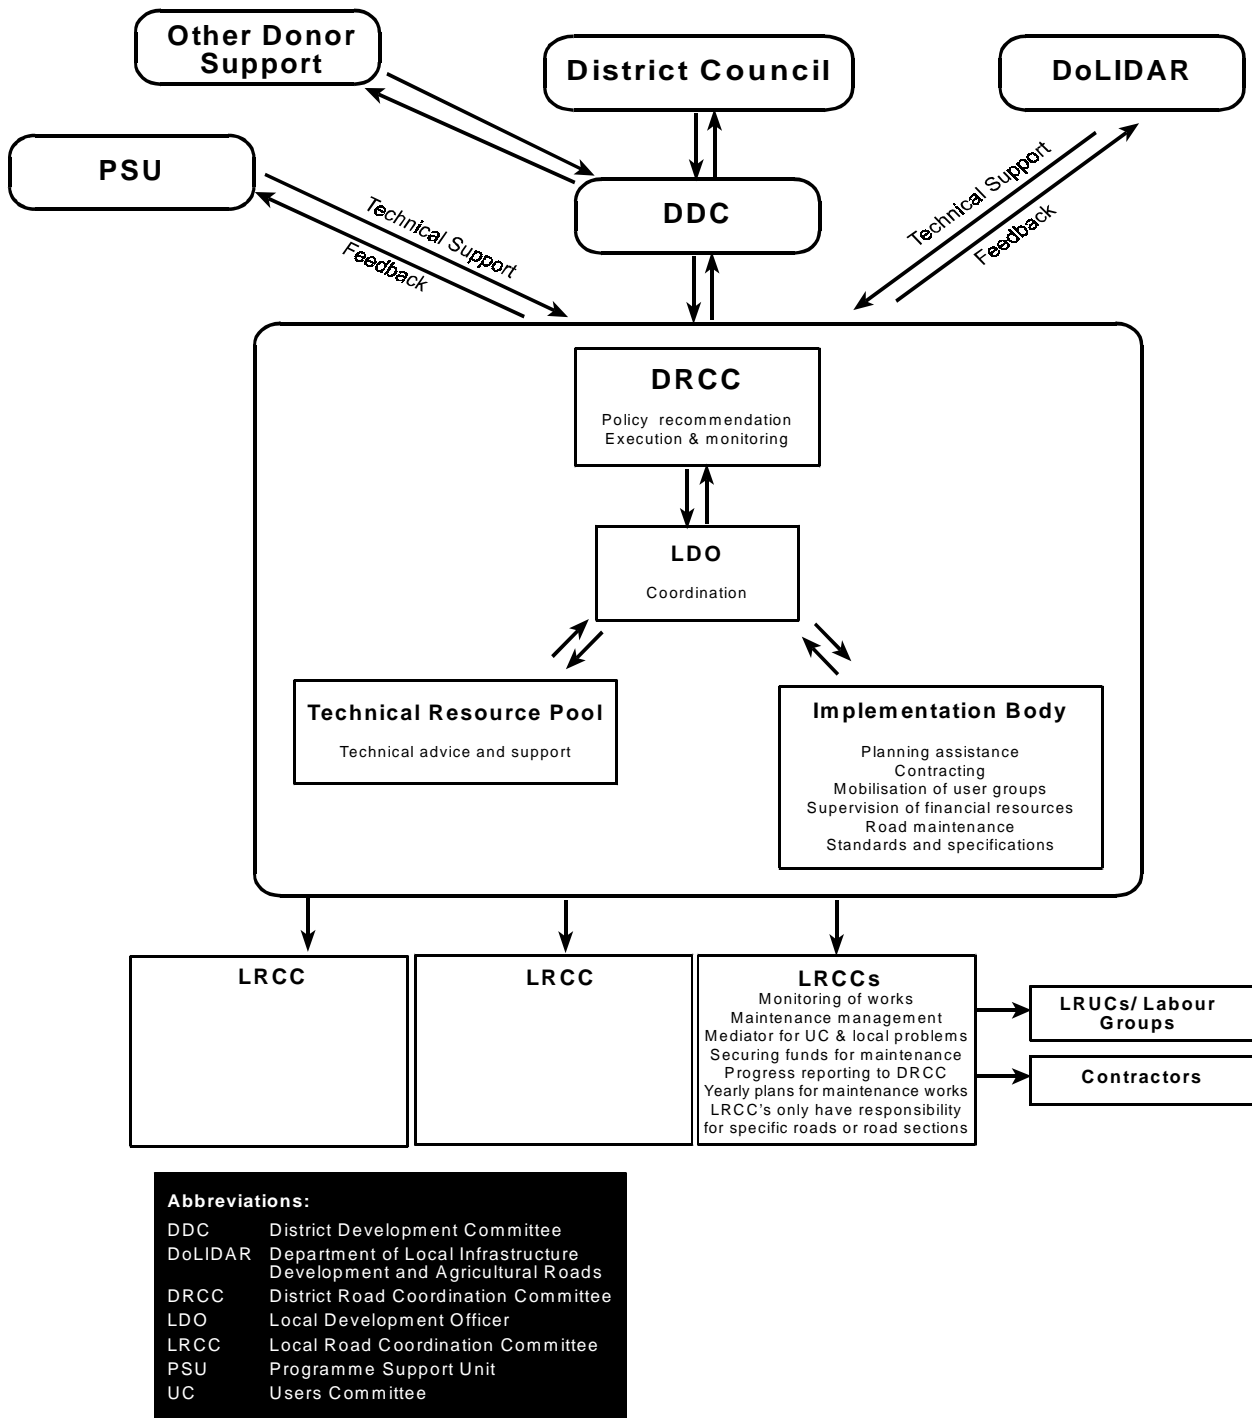 Other Donor
Support
District Council
DoLIDAR
PSU
DDC
Technical Support
Feedback
Technical Support
Feedback
DRCC
Policy recommendation
Execution & monitoring
LDO
Coordination
Technical Resource Pool
Technical advice and support
Implementation Body
Planning assistance
Contracting
Mobilisation of user groups
Supervision of financial resources
Road maintenance
Standards and specifications
LRCC
LRCC
LRCCs
Monitoring of works
Maintenance management
Mediator for UC & local problems
Securing funds for maintenance
Progress reporting to DRCC
Yearly plans for maintenance works
LRCC's only have responsibility
for specific roads or road sections
LRUCs/ Labour
Groups
Contractors
Abbreviations:
DDC District Development Committee
DoLIDAR Department of Local Infrastructure
Development and Agricultural Roads
DRCC District Road Coordination Committee
LDO Local Development Officer
LRCC Local Road Coordination Committee
PSU Programme Support Unit
UC Users Committee